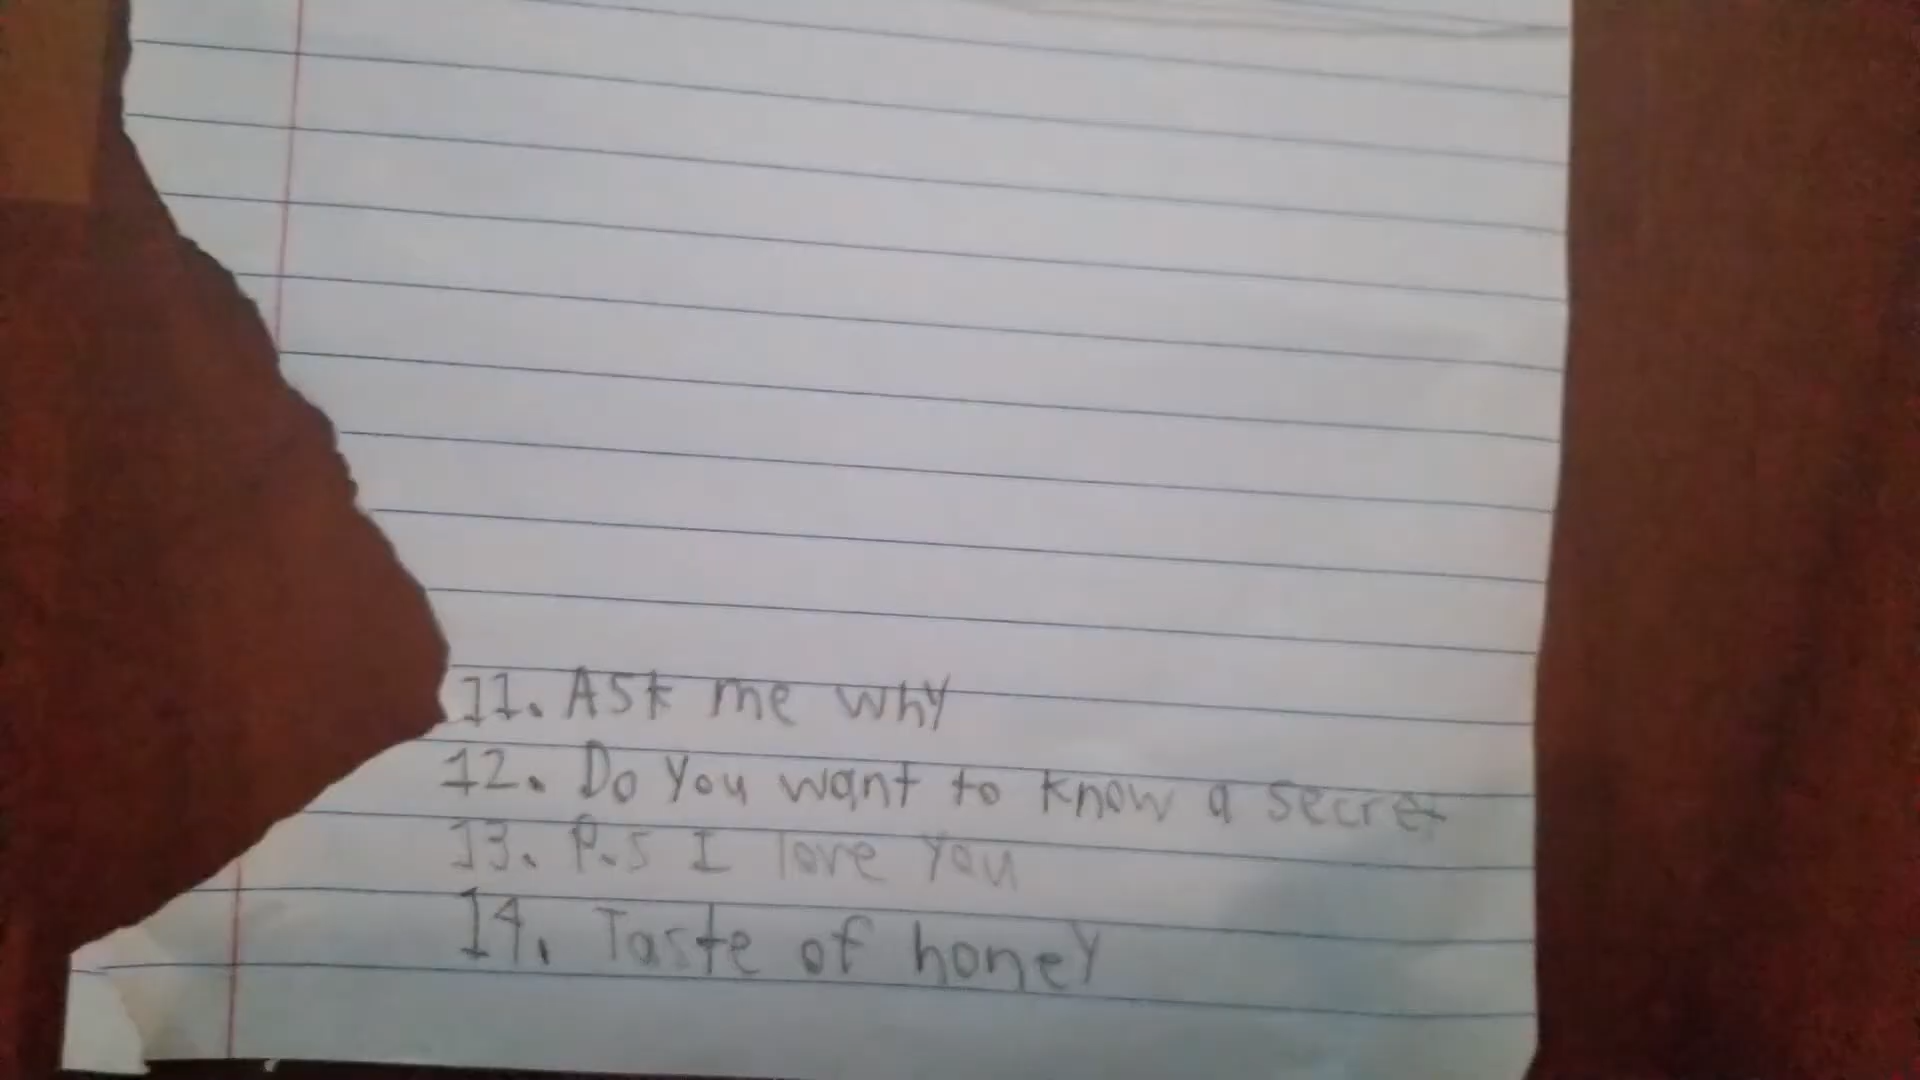 11. Ask me why
12. Do You want to know a secret
13. P.s I love You
14. Taste of honey